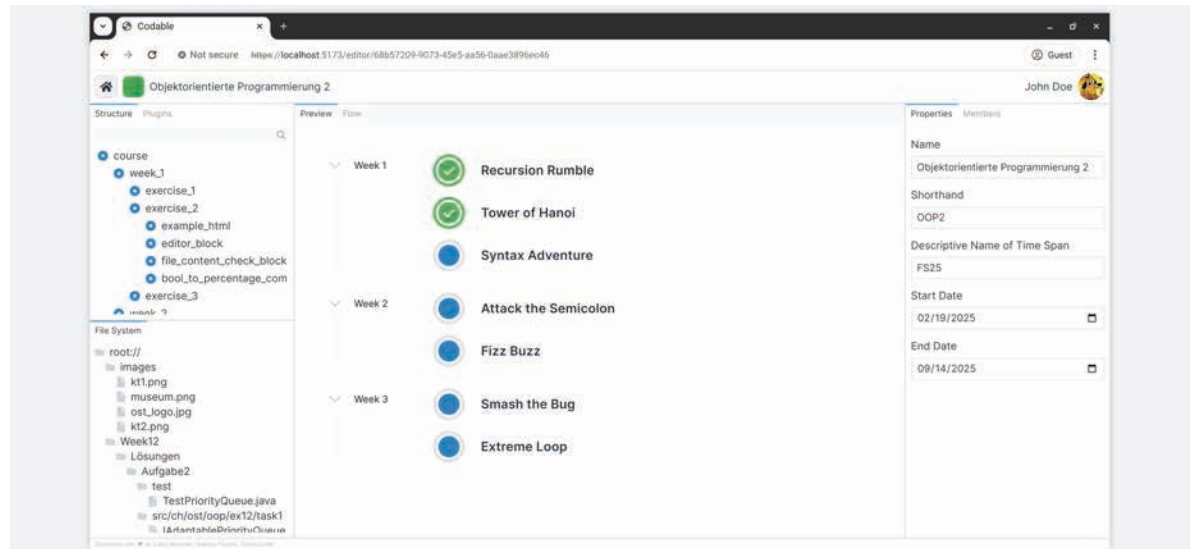 Codable
Not secure https://localhost:5173/editor/68b57209-9073-45e5-aa56-0aae3896ec46
Guest
Objektorientierte Programmierung 2
John Doe
Structure Plugins
course
week_1
exercise_1
exercise_2
example_html
editor_block
file_content_check_block
bool_to_percentage_com
exercise_3
week_2
File System
root://
images
kt1.png
museum.png
ost_logo.jpg
kt2.png
Week12
Lösungen
Aufgabe2
test
TestPriorityQueue.java
src/ch/ost/oop/ex12/task1
IAdaptablePriorityQueue
Preview Flow
Week 1
Recursion Rumble
Tower of Hanoi
Syntax Adventure
Week 2
Attack the Semicolon
Fizz Buzz
Week 3
Smash the Bug
Extreme Loop
Properties Members
Name
Objektorientierte Programmierung 2
Shorthand
OOP2
Descriptive Name of Time Span
FS25
Start Date
02/19/2025
End Date
09/14/2025